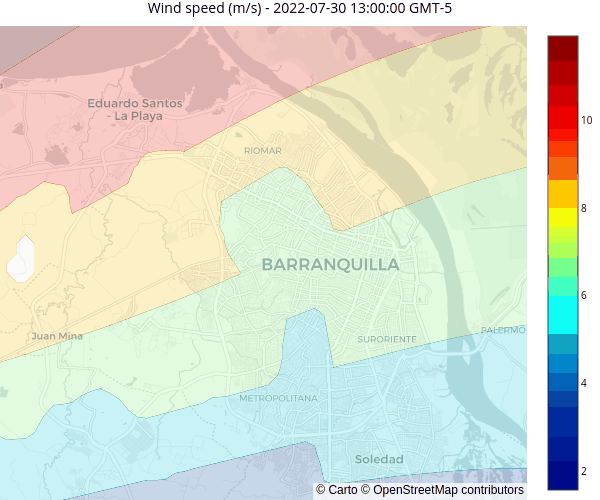 Wind speed (m/s) - 2022-07-30 13:00:00 GMT-5
Eduardo Santos
- La Playa
RIOMAR
BARRANQUILLA
Juan Mina
SURORIENTE
PALERMO
METROPOLITANA
Soledad
© Carto © OpenStreetMap contributors
10
8
6
4
2